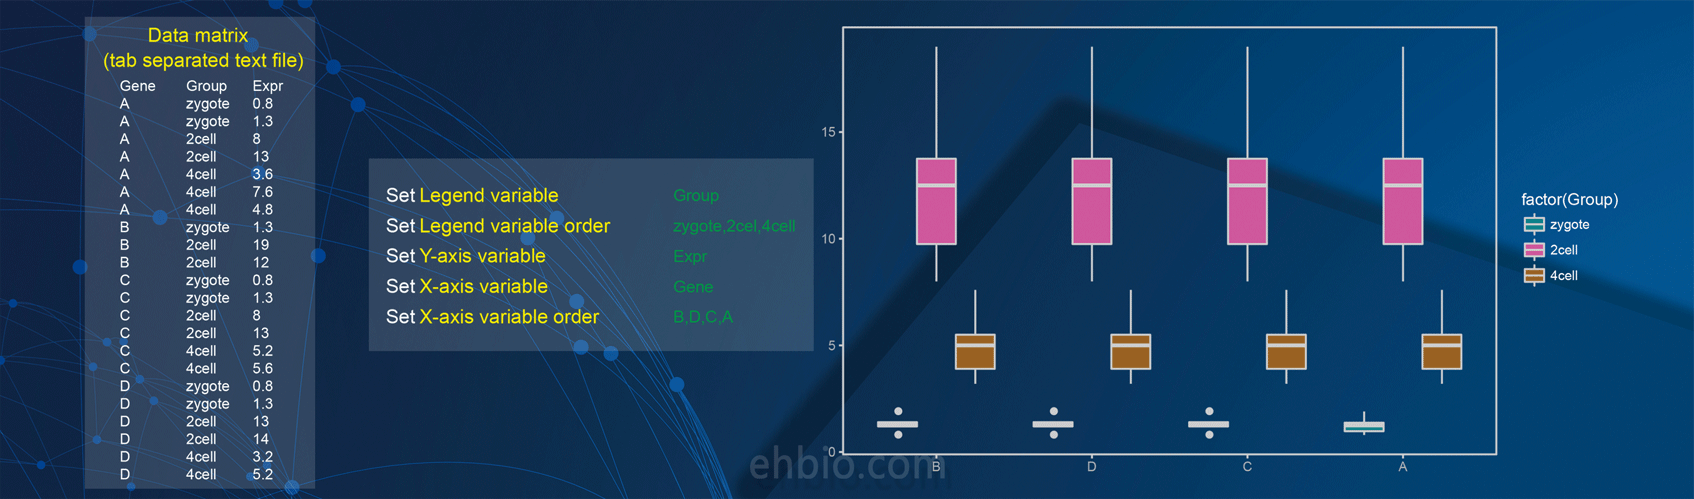 Data matrix
(tab separated text file)
Gene Group Expr
A zygote 0.8
A zygote 1.3
A 2cell 8
A 2cell 13
A 4cell 3.6
A 4cell 7.6
A 4cell 4.8
B zygote 1.3
B 2cell 19
B 2cell 12
C zygote 0.8
C zygote 1.3
C 2cell 8
C 2cell 13
C 4cell 5.2
C 4cell 5.6
D zygote 0.8
D zygote 1.3
D 2cell 13
D 2cell 14
D 4cell 3.2
D 4cell 5.2
Set Legend variable Group
Set Legend variable order zygote,2cel,4cell
Set Y-axis variable Expr
Set X-axis variable Gene
Set X-axis variable order B,D,C,A
15
10
5
0
B D C A
factor(Group)
zygote
2cell
4cell
ehbio.com